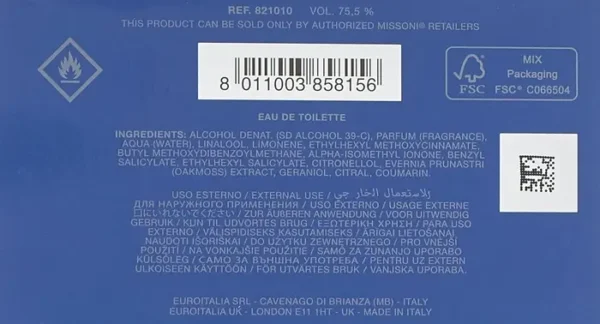 REF. 821010 VOL. 75,5 %
THIS PRODUCT CAN BE SOLD ONLY BY AUTHORIZED MISSONI® RETAILERS
8 011003 858156
MIX
Packaging
FSC® C066504
FSC
EAU DE TOILETTE
INGREDIENTS: ALCOHOL DENAT. (SD ALCOHOL 39-C), PARFUM (FRAGRANCE),
AQUA (WATER), LINALOOL, LIMONENE, ETHYLHEXYL METHOXYCINNAMATE,
BUTYL METHOXYDIBENZOYLMETHANE, ALPHA-ISOMETHYL IONONE, BENZYL
SALICYLATE, ETHYLHEXYL SALICYLATE, CITRONELLOL, EVERNIA PRUNASTRI
(OAKMOSS) EXTRACT, GERANIOL, CITRAL, COUMARIN.
USO ESTERNO / EXTERNAL USE / للاستعمال الخارجي
ДЛЯ НАРУЖНОГО ПРИМЕНЕНИЯ / USO EXTERNO / USAGE EXTERNE
口にいれないでください / ZUR ÄUßEREN ANWENDUNG / VOOR UITWENDIG
GEBRUIK / KUN TIL UDVORTES BRUG / ΕΞΩΤΕΡΙΚΗ ΧΡΗΣΗ / PARA USO
EXTERNO / VÄLISPIDISEKS KASUTAMISEKS / ĀRĪGAI LIETOŠANAI
NAUDOTI IŠORIŠKAI / DO UŻYTKU ZEWNĘTRZNEGO / PRO VNĚJŠÍ
POUŽITÍ / NA VONKAJŠIE POUŽITIE / SAMO ZA ZUNANJO UPORABO
KÜLSŐLEG / САМО ЗА ВЪНШНА УПОТРЕБА / PENTRU UZ EXTERN
ULKOISEEN KÄYTTÖÖN / FÖR UTVÄRTES BRUK / VANJSKA UPORABA.
EUROITALIA SRL - CAVENAGO DI BRIANZA (MB) - ITALY
EUROITALIA UK - LONDON E11 1HT - UK - MADE IN ITALY